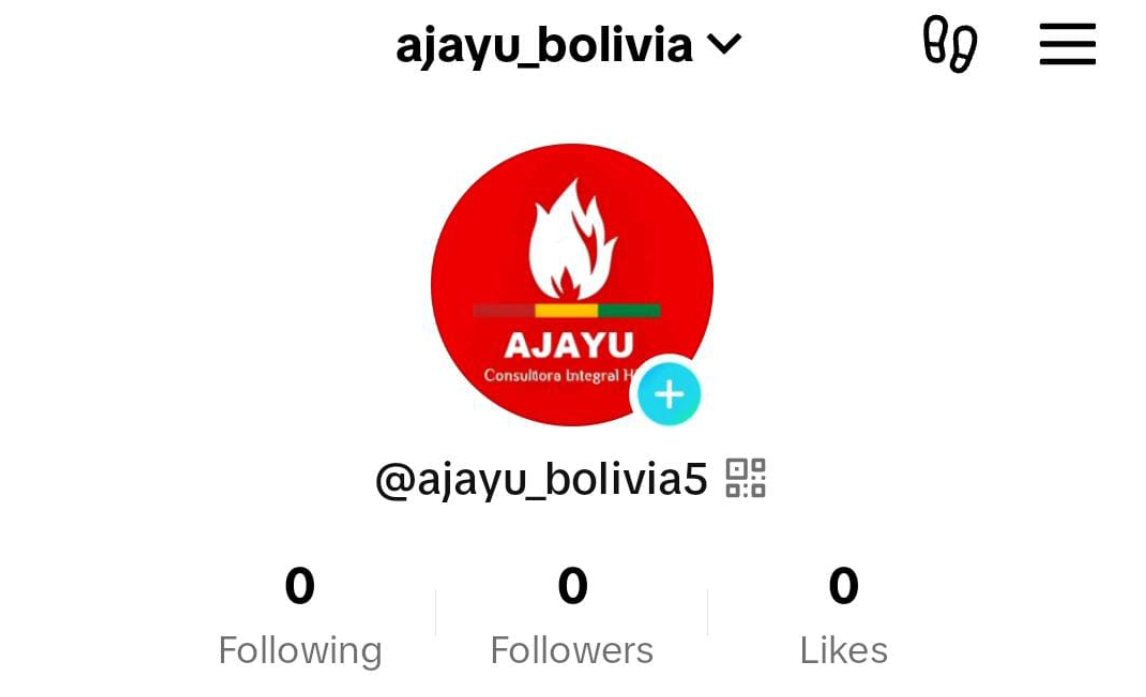 ajayu_bolivia
AJAYU
Consultora Integral
@ajayu_bolivia5
0 0 0
Following Followers Likes